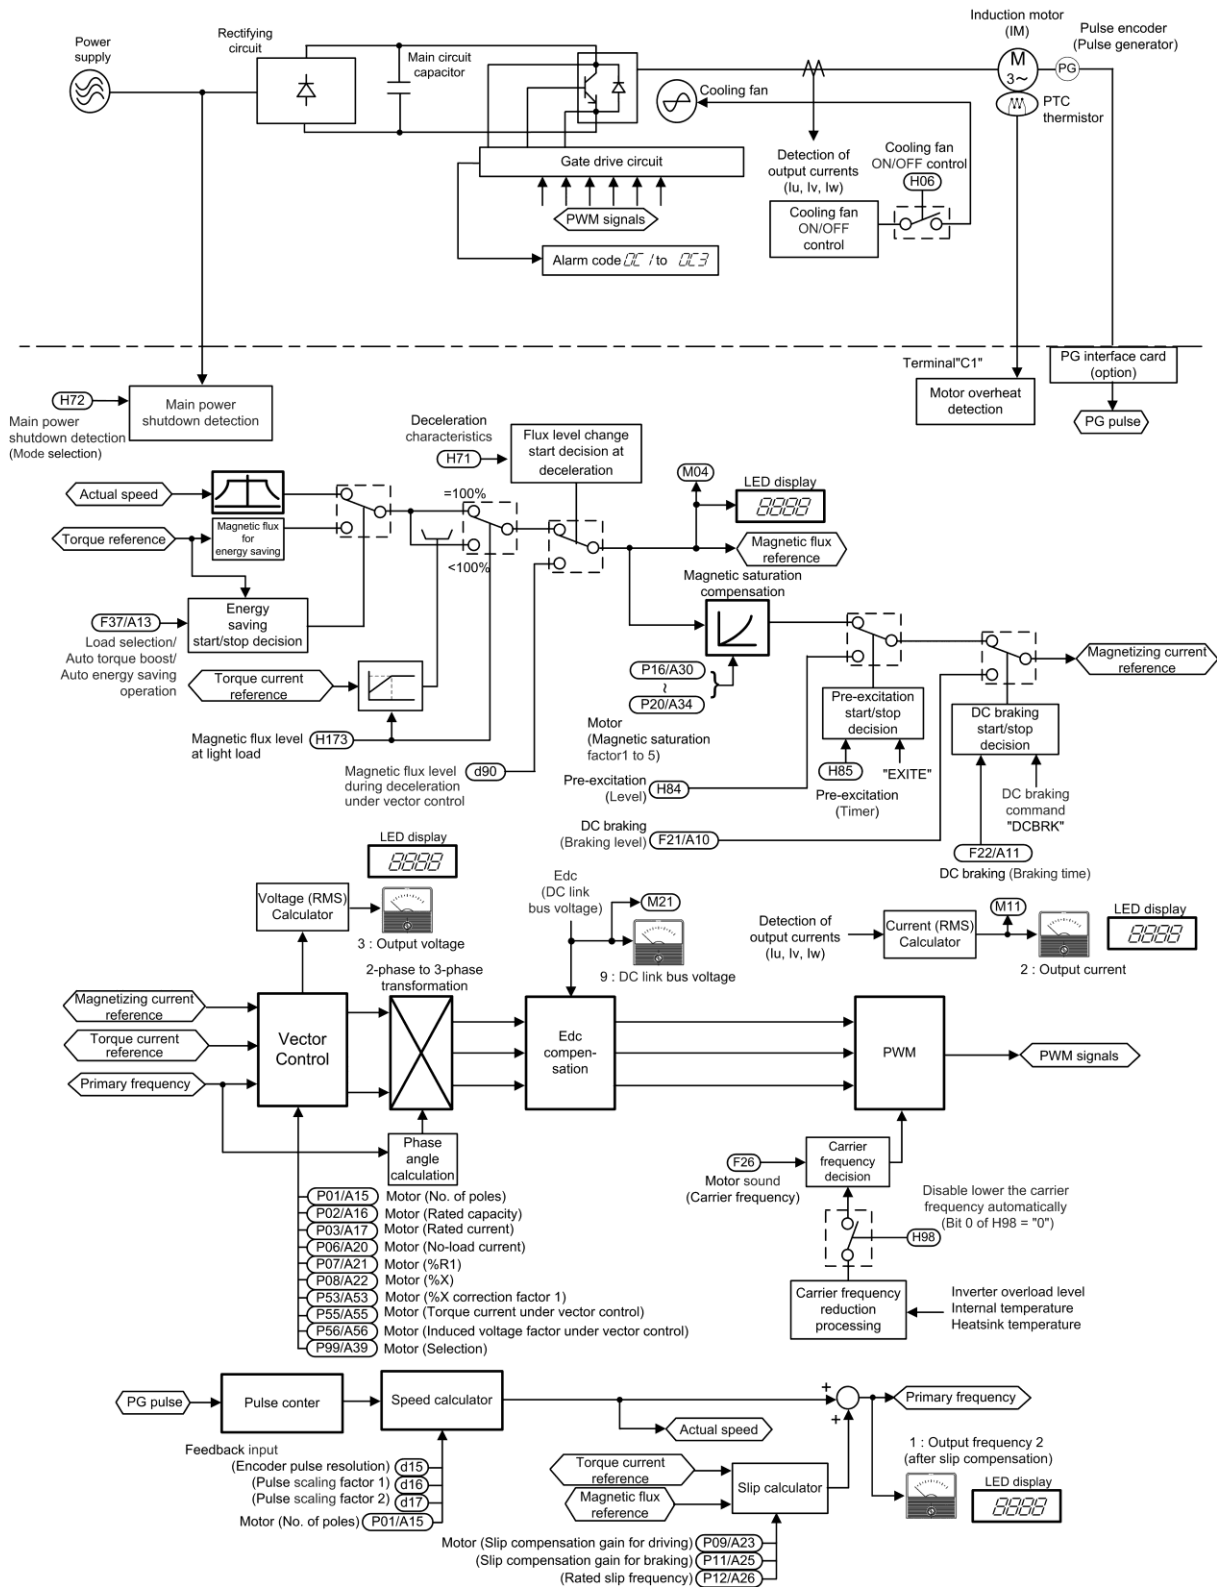 Power
supply
Rectifying
circuit
Main circuit
capacitor
Cooling fan
Induction motor
(IM)
M
3~
Pulse encoder
(Pulse generator)
PG
PTC
thermistor
Gate drive circuit
PWM signals
Alarm code OC1 to OC3
Detection of
output currents
(Iu, Iv, Iw)
Cooling fan
ON/OFF control
H06
Cooling fan
ON/OFF
control
Terminal"C1"
Motor overheat
detection
PG interface card
(option)
PG pulse
H72
Main power
shutdown detection
(Mode selection)
Main power
shutdown detection
Deceleration
characteristics
H71
Flux level change
start decision at
deceleration
M04
LED display
8888
Actual speed
=100%
Torque reference
Magnetic flux
for
energy saving
<100%
Magnetic flux
reference
Magnetic saturation
compensation
F37/A13
Load selection/
Auto torque boost/
Auto energy saving
operation
Energy
saving
start/stop decision
Torque current
reference
Magnetic flux level
at light load
H173
P16/A30
~
P20/A34
}
Motor
(Magnetic saturation
factor1 to 5)
Magnetizing current
reference
Pre-excitation
start/stop
decision
DC braking
start/stop
decision
Magnetic flux level
during deceleration
under vector control
d90
Pre-excitation
(Level)
H84
H85
"EXITE"
Pre-excitation
(Timer)
DC braking
command
"DCBRK"
DC braking
(Braking level)
F21/A10
F22/A11
DC braking (Braking time)
LED display
8888
Voltage (RMS)
Calculator
3 : Output voltage
Edc
(DC link
bus voltage)
M21
9 : DC link bus voltage
Detection of
output currents
(Iu, Iv, Iw)
Current (RMS)
Calculator
M11
2 : Output current
LED display
8888
2-phase to 3-phase
transformation
Magnetizing current
reference
Torque current
reference
Primary frequency
Vector
Control
Edc
compen-
sation
PWM
PWM signals
Phase
angle
calculation
F26
Motor sound
(Carrier frequency)
Carrier
frequency
decision
Disable lower the carrier
frequency automatically
(Bit 0 of H98 = "0")
H98
Carrier frequency
reduction
processing
Inverter overload level
Internal temperature
Heatsink temperature
P01/A15 Motor (No. of poles)
P02/A16 Motor (Rated capacity)
P03/A17 Motor (Rated current)
P06/A20 Motor (No-load current)
P07/A21 Motor (%R1)
P08/A22 Motor (%X)
P53/A53 Motor (%X correction factor 1)
P55/A55 Motor (Torque current under vector control)
P56/A56 Motor (Induced voltage factor under vector control)
P99/A39 Motor (Selection)
PG pulse
Pulse conter
Speed calculator
+
+
Primary frequency
Actual speed
Feedback input
(Encoder pulse resolution) d15
(Pulse scaling factor 1) d16
(Pulse scaling factor 2) d17
Motor (No. of poles) P01/A15
Torque current
reference
Magnetic flux
reference
Slip calculator
1 : Output frequency 2
(after slip compensation)
LED display
8888
Motor (Slip compensation gain for driving) P09/A23
(Slip compensation gain for braking) P11/A25
(Rated slip frequency) P12/A26